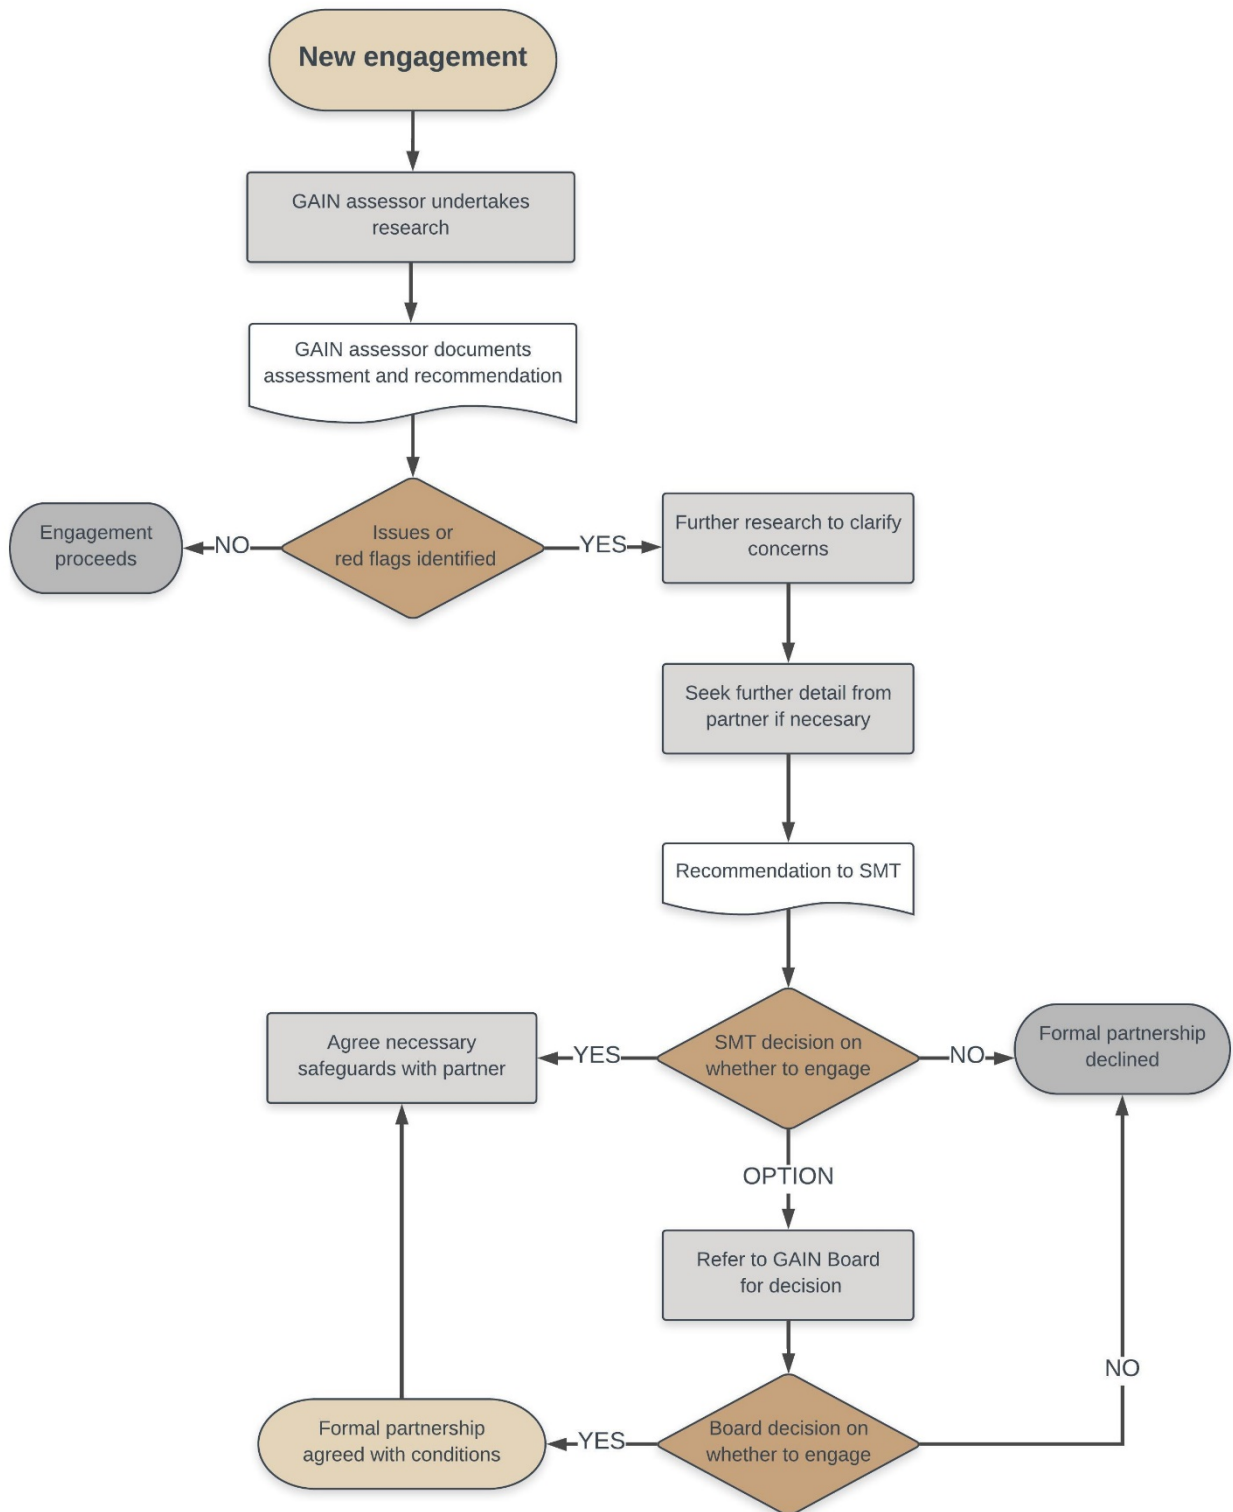 New engagement
GAIN assessor undertakes
research
GAIN assessor documents
assessment and recommendation
Issues or
red flags identified
NO
Engagement
proceeds
YES
Further research to clarify
concerns
Seek further detail from
partner if necesary
Recommendation to SMT
SMT decision on
whether to engage
YES
Agree necessary
safeguards with partner
NO
Formal partnership
declined
OPTION
Refer to GAIN Board
for decision
Board decision on
whether to engage
YES
Formal partnership
agreed with conditions
NO